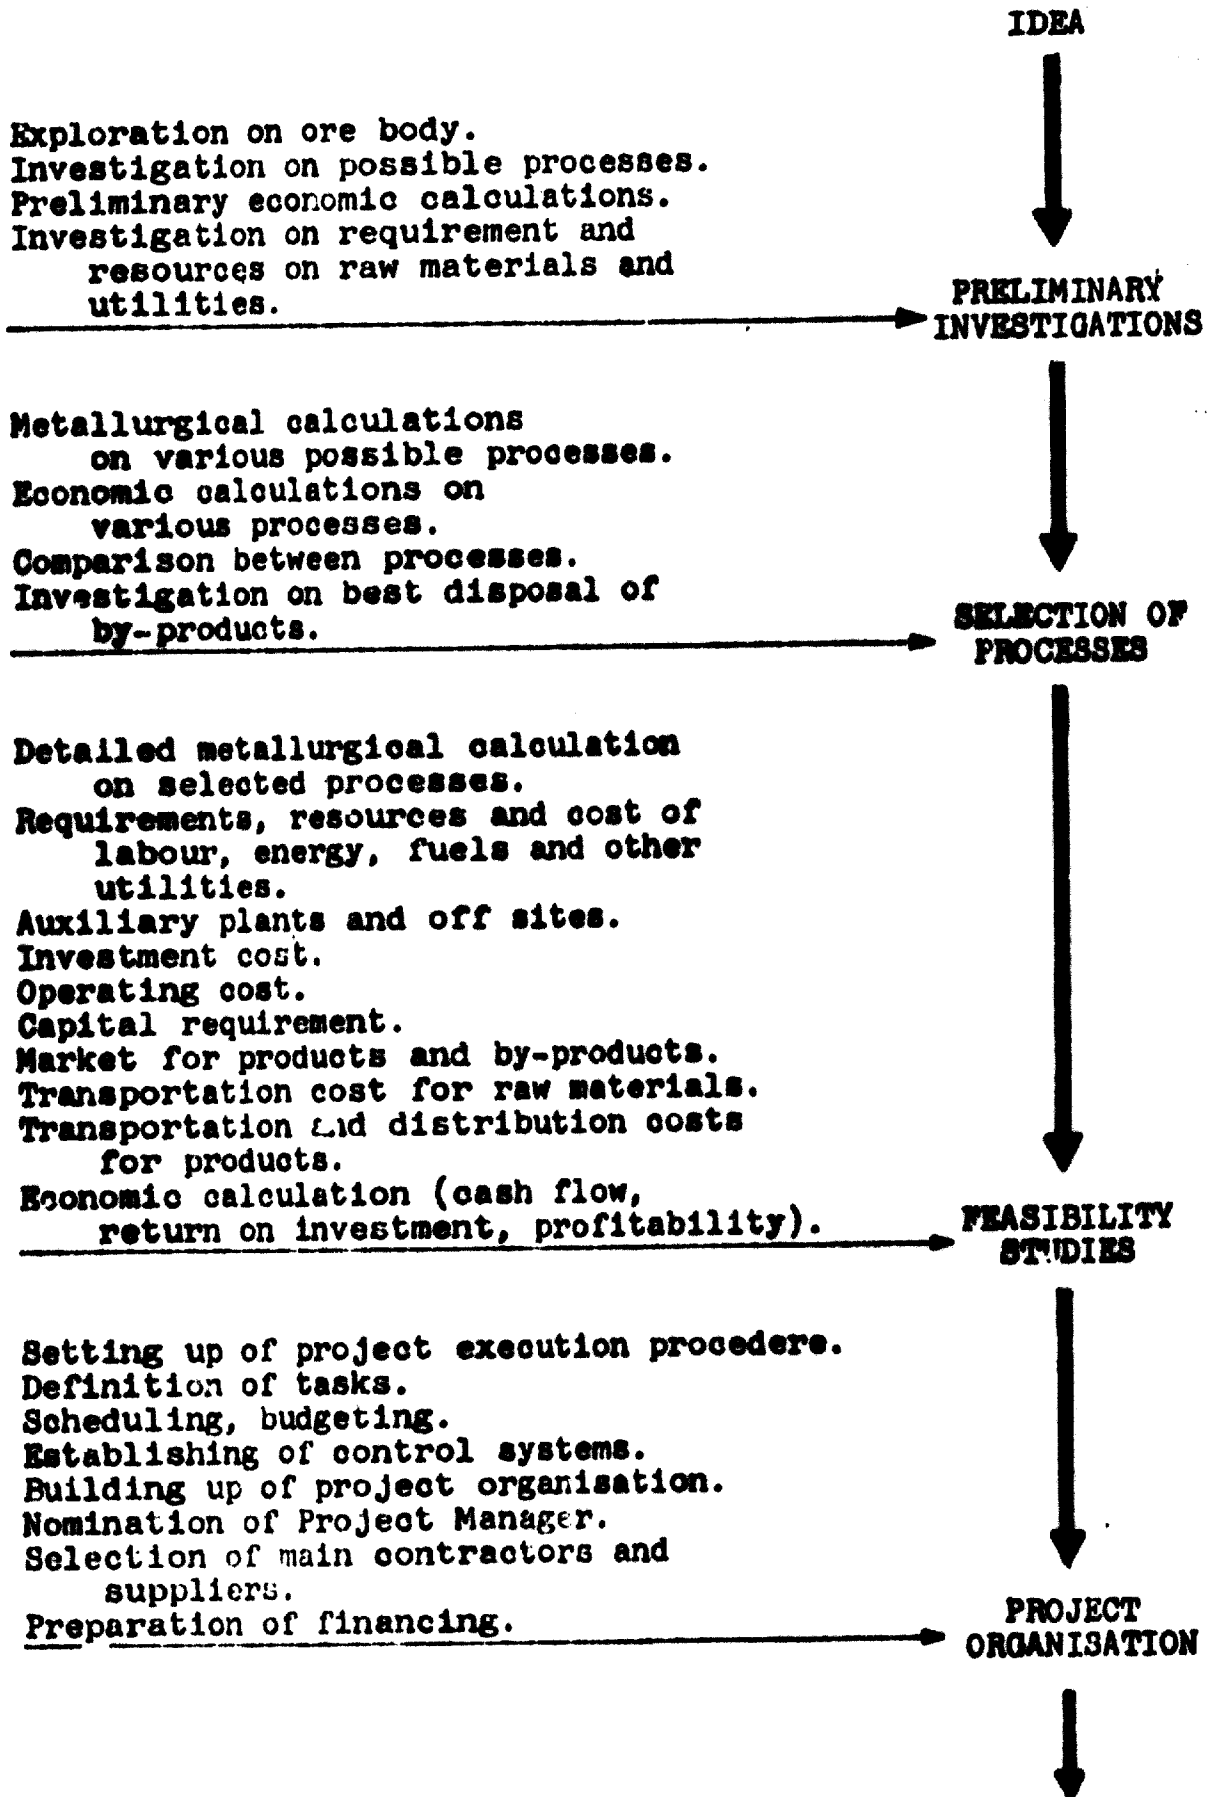 IDEA
Exploration on ore body.
Investigation on possible processes.
Preliminary economic calculations.
Investigation on requirement and
resources on raw materials and
utilities.
PRELIMINARY
INVESTIGATIONS
Metallurgical calculations
on various possible processes.
Economic calculations on
various processes.
Comparison between processes.
Investigation on best disposal of
by-products.
SELECTION OF
PROCESSES
Detailed metallurgical calculation
on selected processes.
Requirements, resources and cost of
labour, energy, fuels and other
utilities.
Auxiliary plants and off sites.
Investment cost.
Operating cost.
Capital requirement.
Market for products and by-products.
Transportation cost for raw materials.
Transportation and distribution costs
for products.
Economic calculation (cash flow,
return on investment, profitability).
FEASIBILITY
STUDIES
Setting up of project execution procedere.
Definition of tasks.
Scheduling, budgeting.
Establishing of control systems.
Building up of project organisation.
Nomination of Project Manager.
Selection of main contractors and
suppliers.
Preparation of financing.
PROJECT
ORGANISATION